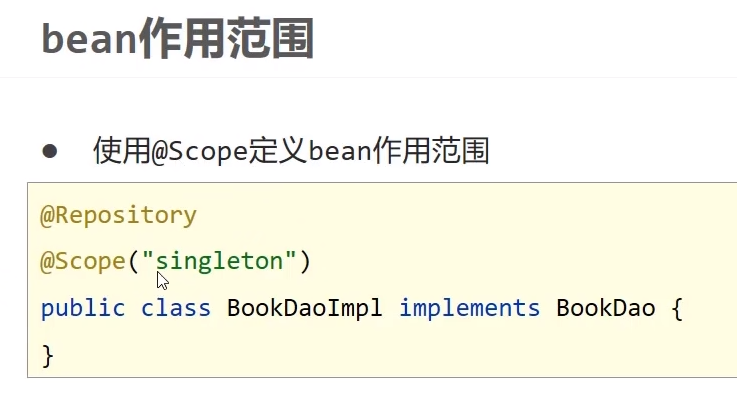 bean作用范围
● 使用@Scope定义bean作用范围
@Repository
@Scope("singleton")
public class BookDaoImpl implements BookDao {
}